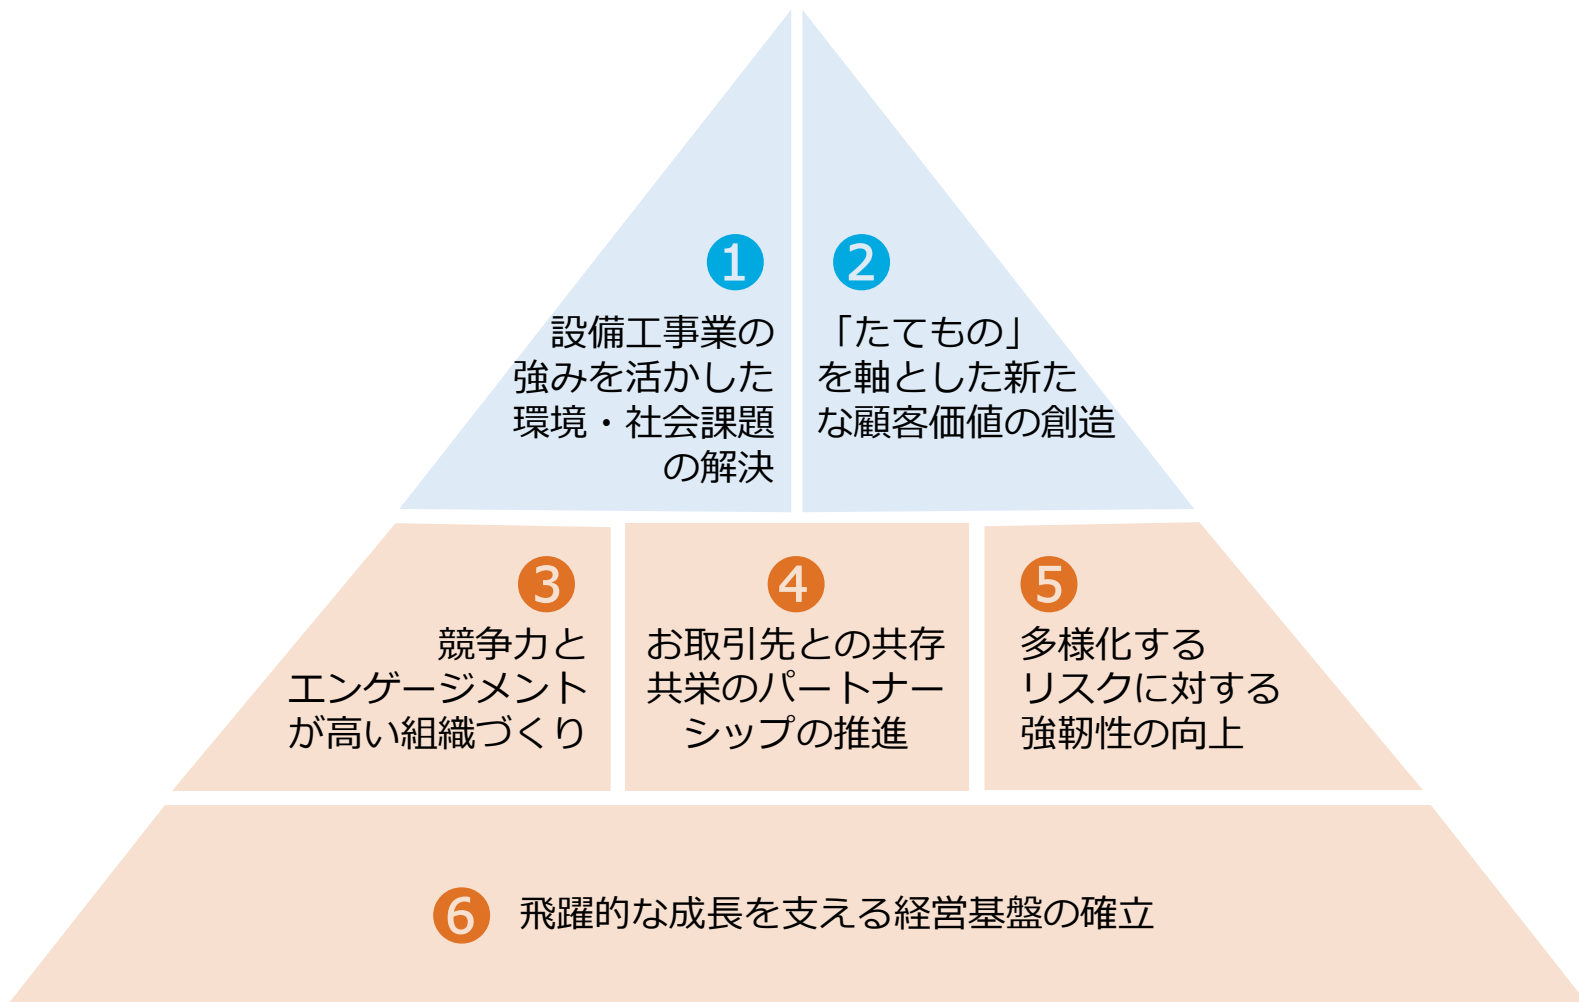 1
設備工事業の
強みを活かした
環境・社会課題
の解決
2
「たてもの」
を軸とした新た
な顧客価値の創造
3
競争力と
エンゲージメント
が高い組織づくり
4
お取引先との共存
共栄のパートナー
シップの推進
5
多様化する
リスクに対する
強靭性の向上
6 飛躍的な成長を支える経営基盤の確立